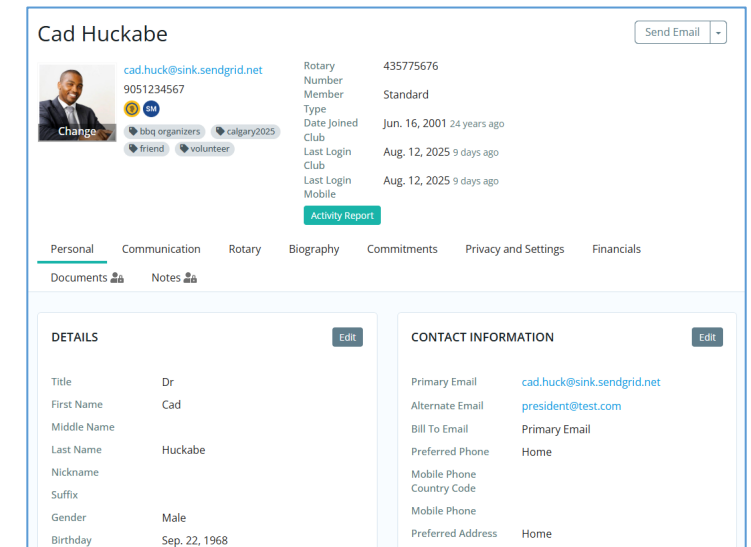 Cad Huckabe
Send Email
cad.huck@sink.sendgrid.net
9051234567
SM
Change
bbq organizers calgary2025
friend volunteer
Rotary Number 435775676
Member Type Standard
Date Joined Club Jun. 16, 2001 24 years ago
Last Login Club Aug. 12, 2025 9 days ago
Last Login Mobile Aug. 12, 2025 9 days ago
Activity Report
Personal Communication Rotary Biography Commitments Privacy and Settings Financials
Documents Notes
DETAILS Edit
Title Dr
First Name Cad
Middle Name
Last Name Huckabe
Nickname
Suffix
Gender Male
Birthday Sep. 22, 1968
CONTACT INFORMATION Edit
Primary Email cad.huck@sink.sendgrid.net
Alternate Email president@test.com
Bill To Email Primary Email
Preferred Phone Home
Mobile Phone Country Code
Mobile Phone
Preferred Address Home